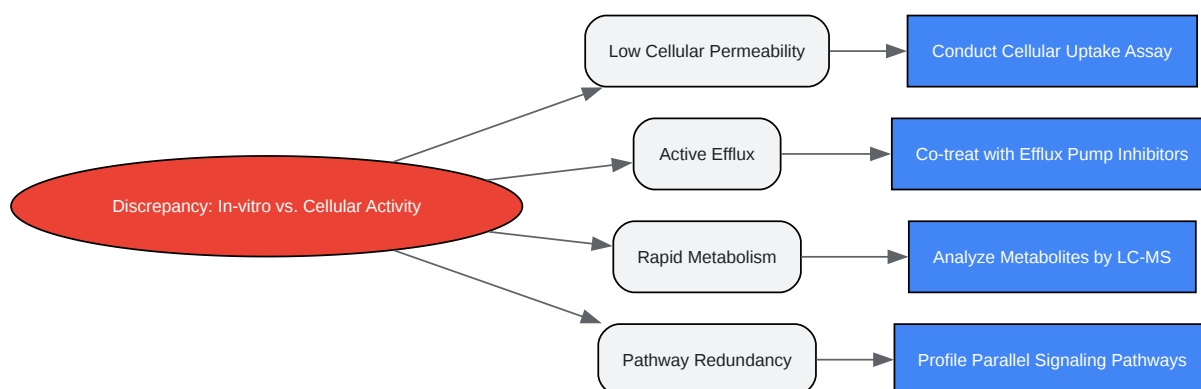 Low Cellular Permeability
Conduct Cellular Uptake Assay
Active Efflux
Co-treat with Efflux Pump Inhibitors
Discrepancy: In-vitro vs. Cellular Activity
Rapid Metabolism
Analyze Metabolites by LC-MS
Pathway Redundancy
Profile Parallel Signaling Pathways